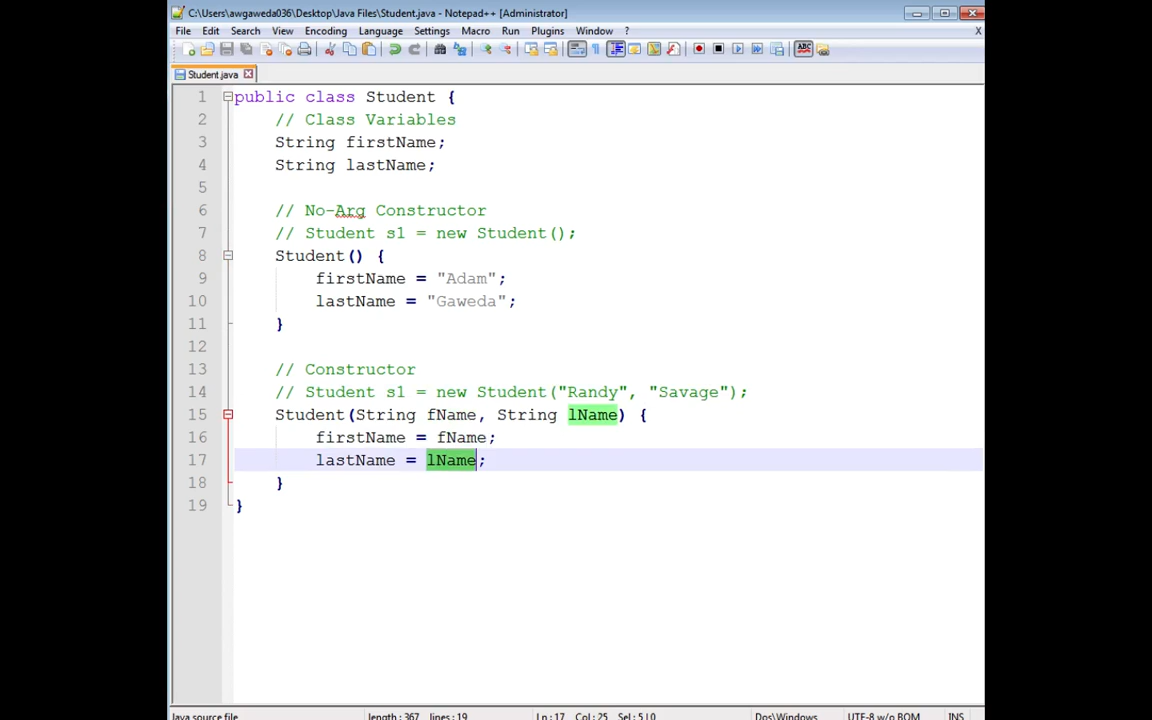 C:\Users\awgaweda036\Desktop\Java Files\Student.java - Notepad++ [Administrator]
File Edit Search View Encoding Language Settings Macro Run Plugins Window ? X
Student.java
1 public class Student {
2 // Class Variables
3 String firstName;
4 String lastName;
5
6 // No-Arg Constructor
7 // Student s1 = new Student();
8 Student() {
9 firstName = "Adam";
10 lastName = "Gaweda";
11 }
12
13 // Constructor
14 // Student s1 = new Student("Randy", "Savage");
15 Student(String fName, String lName) {
16 firstName = fName;
17 lastName = lName;
18 }
19 }
Java source file length : 367 lines : 19 Ln : 17 Col : 25 Sel : 5 | 0 Dos\Windows UTF-8 w/o BOM INS